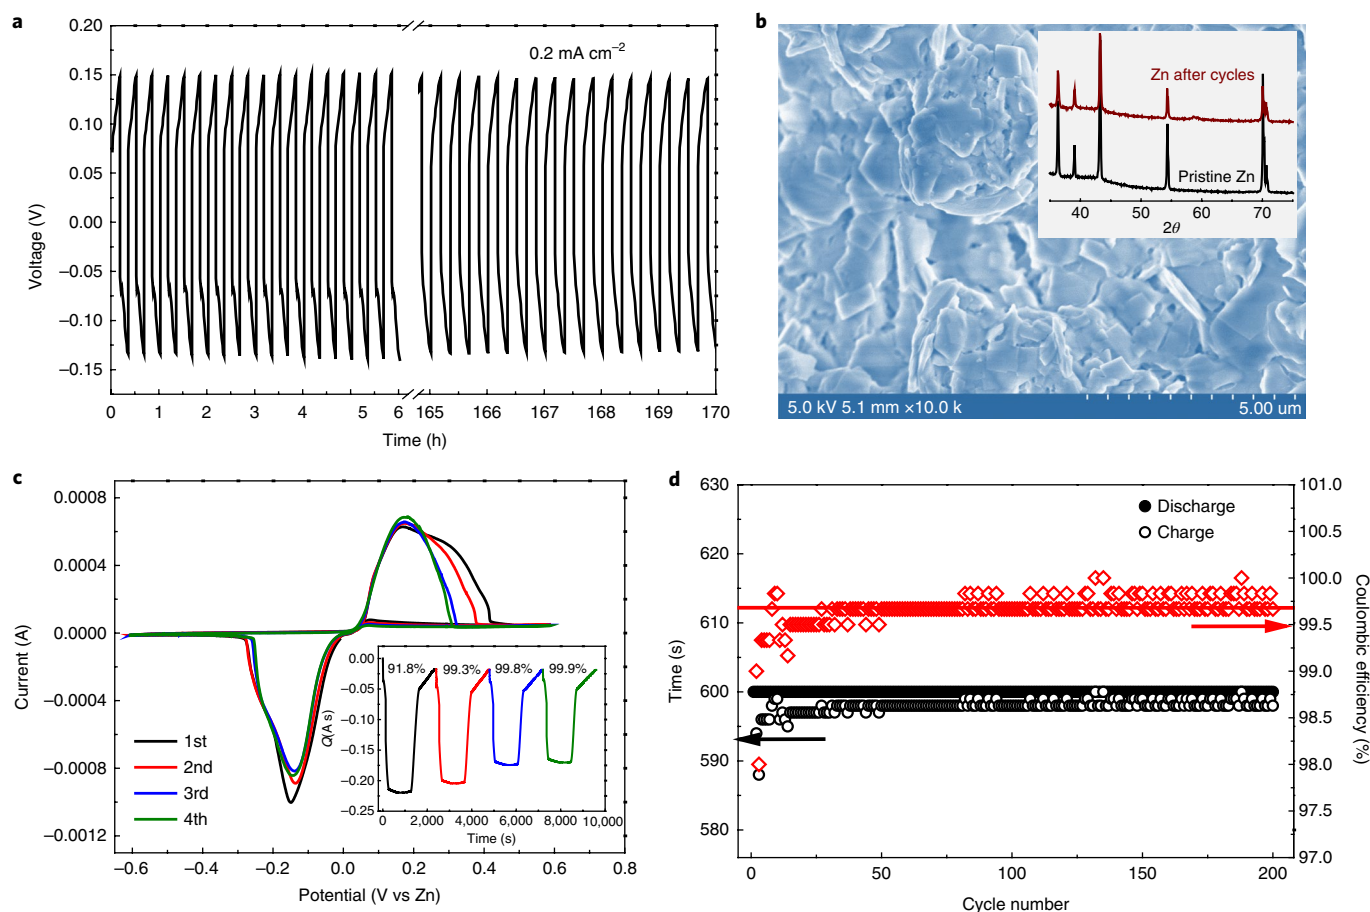 a
0.20
0.15
0.10
0.05
0.00
−0.05
−0.10
−0.15
Voltage (V)
0.2 mA cm−2
0 1 2 3 4 5 6 165 166 167 168 169 170
Time (h)
b
Zn after cycles
Pristine Zn
40 50 60 70
2θ
5.0 kV 5.1 mm ×10.0 k 5.00 um
c
0.0008
0.0004
0.0000
−0.0004
−0.0008
−0.0012
Current (A)
1st
2nd
3rd
4th
0.00
−0.05
−0.10
−0.15
−0.20
−0.25
Q(A s)
91.8% 99.3% 99.8% 99.9%
0 2,000 4,000 6,000 8,000 10,000
Time (s)
−0.6 −0.4 −0.2 0.0 0.2 0.4 0.6 0.8
Potential (V vs Zn)
d
630
620
610
600
590
580
Time (s)
Discharge
Charge
101.0
100.5
100.0
99.5
99.0
98.5
98.0
97.5
97.0
Coulombic efficiency (%)
0 50 100 150 200
Cycle number